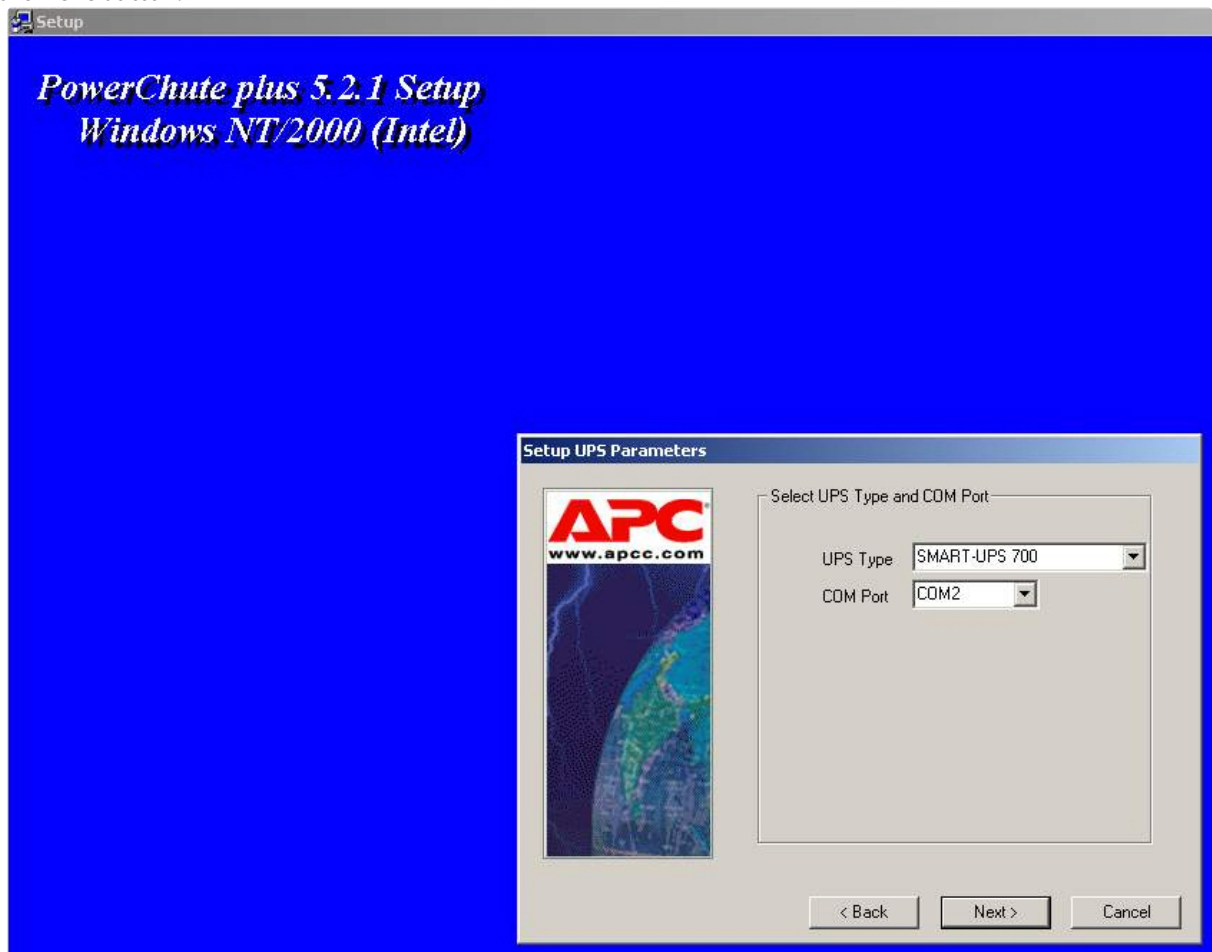 Setup
PowerChute plus 5.2.1 Setup
Windows NT/2000 (Intel)
Setup UPS Parameters
APC
www.apcc.com
Select UPS Type and COM Port
UPS Type SMART-UPS 700
COM Port COM2
< Back Next > Cancel